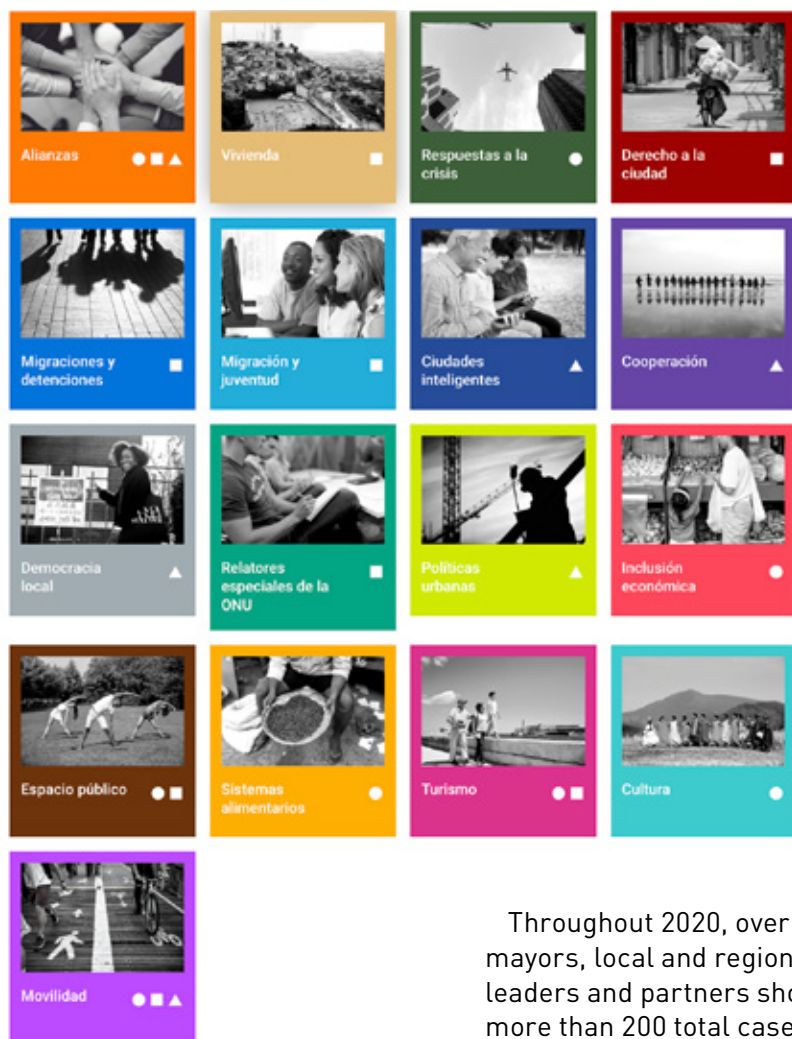 Alianzas
Vivienda
Respuestas a la
crisis
Derecho a la
ciudad
Migraciones y
detenciones
Migración y
juventud
Ciudades
inteligentes
Cooperación
Democracia
local
Relatores
especiales de la
ONU
Políticas
urbanas
Inclusión
económica
Espacio público
Sistemas
alimentarios
Turismo
Cultura
Movilidad
Throughout 2020, over
mayors, local and region
leaders and partners sho
more than 200 total case